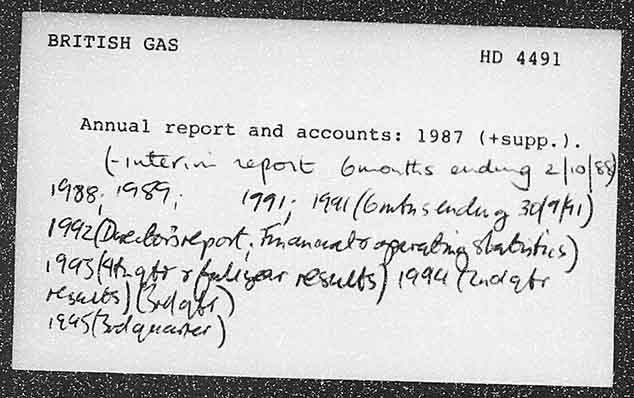 BRITISH GAS
HD 4491
Annual report and accounts: 1987 (+supp.).
(-interim report 6months ending 2/10/88)
1988; 1989; 1991; 1991 (6mths ending 30/9/91)
1992 (Director's report; Financial & operating statistics)
1993 (4th qtr & full year results) 1994 (2nd qtr
results) (3rd qtr)
1995 (3rd quarter)